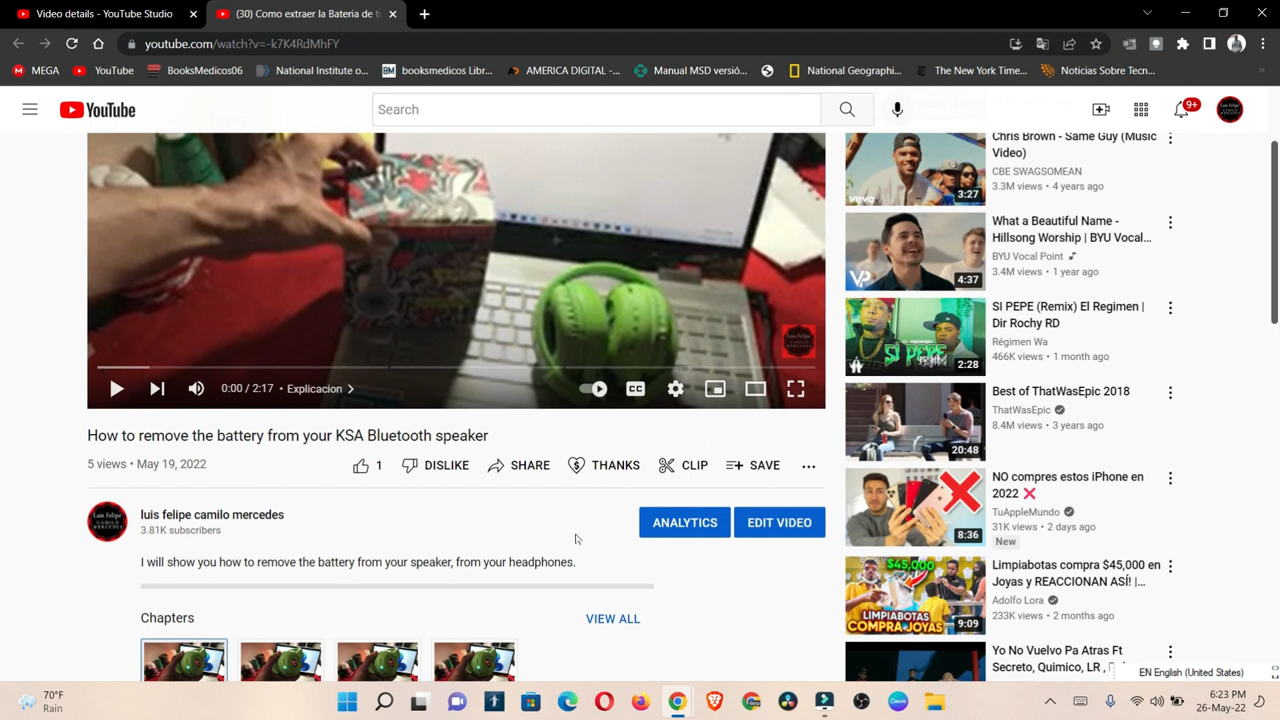 Video details - YouTube Studio
(30) Como extraer la Bateria de t
youtube.com/watch?v=-k7K4RdMhFY
MEGA
YouTube
BooksMedicos06
National Institute o...
booksmedicos Libr...
AMERICA DIGITAL -...
Manual MSD versió...
National Geographi...
The New York Time...
Noticias Sobre Tecn...
YouTube
Search
9+
Chris Brown - Same Guy (Music
Video)
CBE SWAGSOMEAN
3.3M views • 4 years ago
vevo
3:27
What a Beautiful Name -
Hillsong Worship | BYU Vocal...
BYU Vocal Point
3.4M views • 1 year ago
VP
4:37
SI PEPE (Remix) El Regimen |
Dir Rochy RD
Régimen Wa
466K views • 1 month ago
SI PEPE
REMIX
2:28
Best of ThatWasEpic 2018
ThatWasEpic
8.4M views • 3 years ago
20:48
NO compres estos iPhone en
2022
TuAppleMundo
31K views • 2 days ago
New
8:36
Limpiabotas compra $45,000 en
Joyas y REACCIONAN ASÍ! |...
Adolfo Lora
233K views • 2 months ago
$45,000
LIMPIABOTAS
COMPRA JOYAS
9:09
Yo No Vuelvo Pa Atras Ft
Secreto, Quimico, LR ,
0:00 / 2:17 • Explicacion
CC
How to remove the battery from your KSA Bluetooth speaker
5 views • May 19, 2022
1
DISLIKE
SHARE
THANKS
CLIP
SAVE
luis felipe camilo mercedes
3.81K subscribers
ANALYTICS
EDIT VIDEO
I will show you how to remove the battery from your speaker, from your headphones.
Chapters
VIEW ALL
EN English (United States)
70°F
Rain
6:23 PM
26-May-22